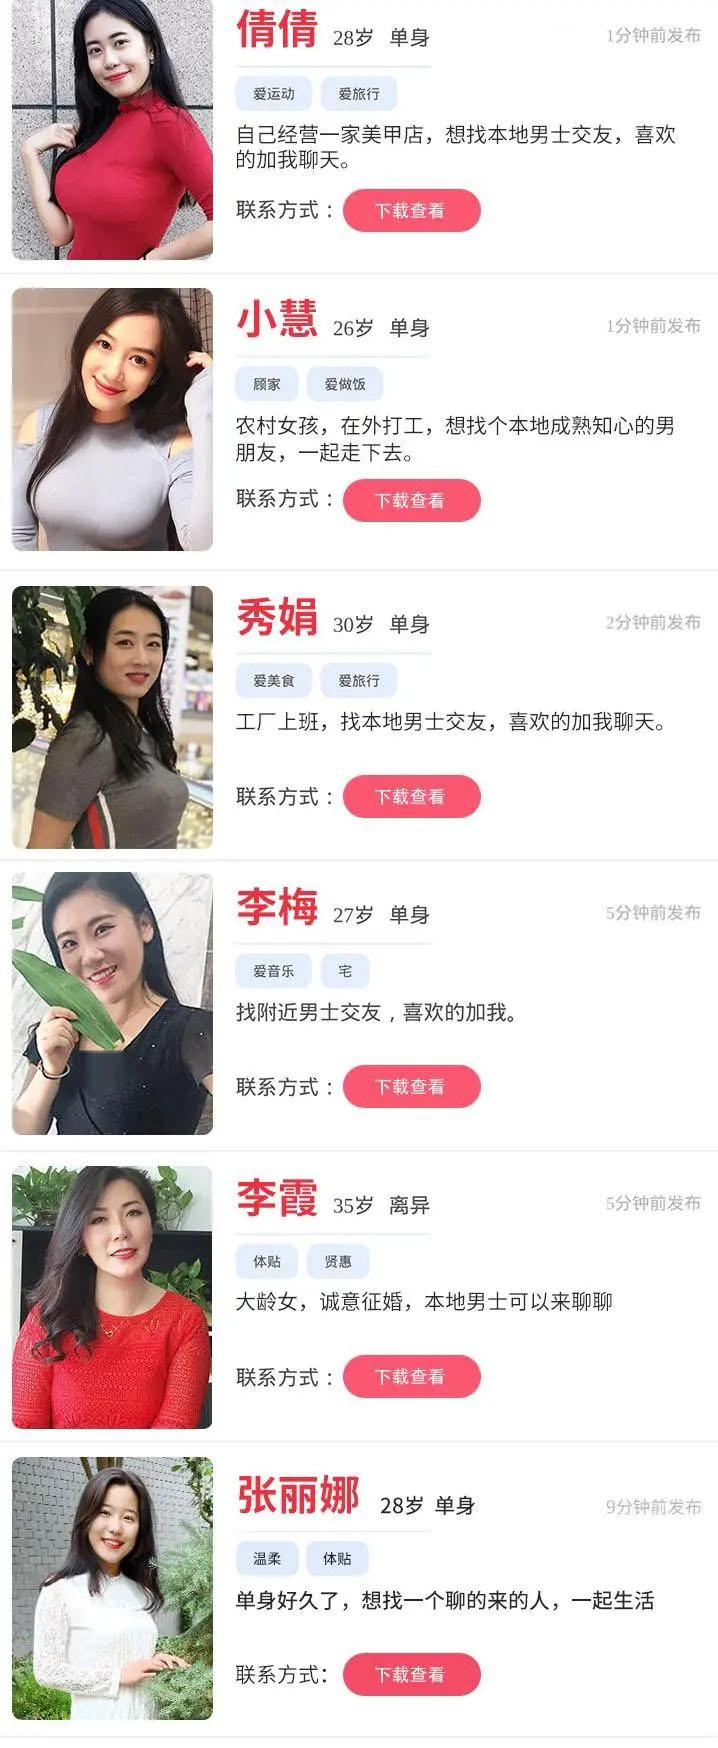 倩倩 28岁 单身 1分钟前发布
爱运动 爱旅行
自己经营一家美甲店，想找本地男士交友，喜欢
的加我聊天。
联系方式： 下载查看
小慧 26岁 单身 1分钟前发布
顾家 爱做饭
农村女孩，在外打工，想找个本地成熟知心的男
朋友，一起走下去。
联系方式： 下载查看
秀娟 30岁 单身 2分钟前发布
爱美食 爱旅行
工厂上班，找本地男士交友，喜欢的加我聊天。
联系方式： 下载查看
李梅 27岁 单身 5分钟前发布
爱音乐 宅
找附近男士交友，喜欢的加我。
联系方式： 下载查看
李霞 35岁 离异 5分钟前发布
体贴 贤惠
大龄女，诚意征婚，本地男士可以来聊聊
联系方式： 下载查看
张丽娜 28岁 单身 9分钟前发布
温柔 体贴
单身好久了，想找一个聊的来的人，一起生活
联系方式： 下载查看